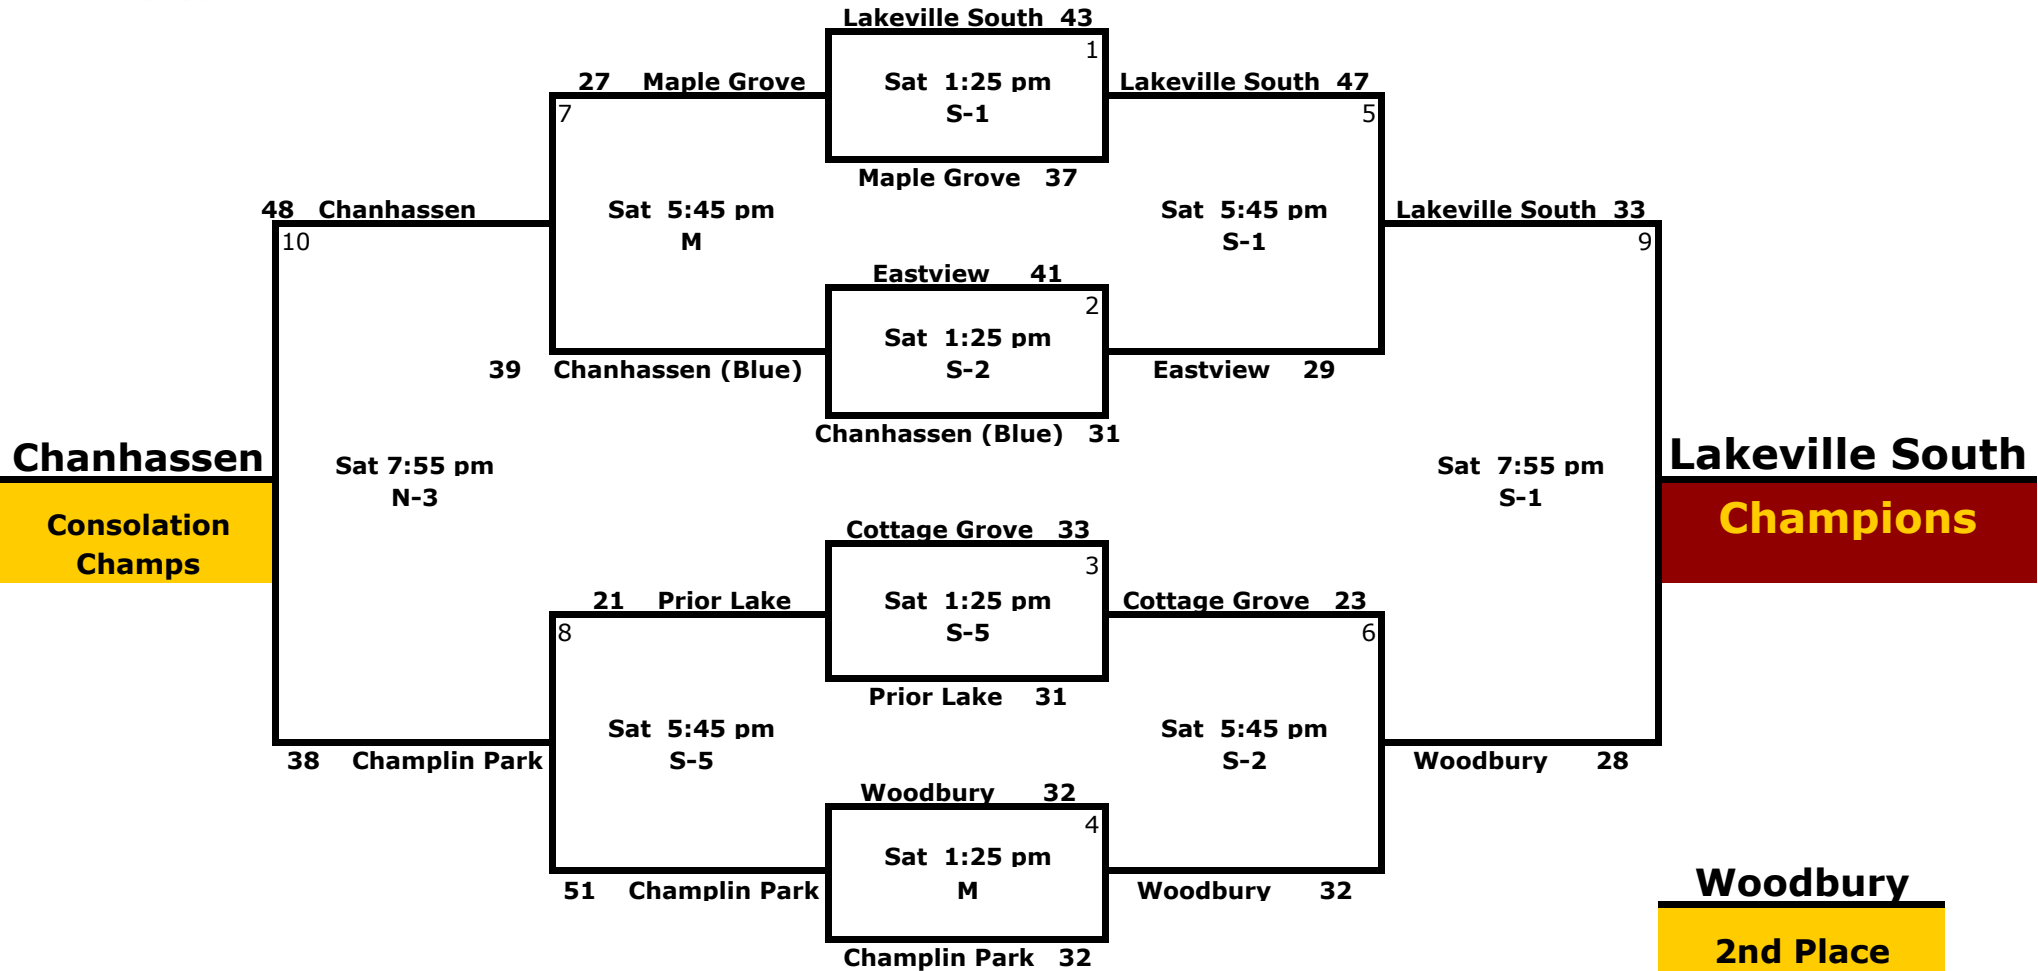 Lakeville South 43
1
27 Maple Grove
Sat 1:25 pm
Lakeville South 47
7
S-1
5
Maple Grove 37
48 Chanhassen
Sat 5:45 pm
Sat 5:45 pm
Lakeville South 33
10
M
S-1
9
Eastview 41
2
Sat 1:25 pm
39 Chanhassen (Blue)
S-2
Eastview 29
Chanhassen (Blue) 31
Chanhassen
Sat 7:55 pm
N-3
Sat 7:55 pm
S-1
Lakeville South
Consolation
Champs
Champions
Cottage Grove 33
3
21 Prior Lake
Sat 1:25 pm
Cottage Grove 23
8
S-5
6
Prior Lake 31
Sat 5:45 pm
S-5
Sat 5:45 pm
S-2
38 Champlin Park
Woodbury 28
Woodbury 32
4
Sat 1:25 pm
51 Champlin Park
M
Woodbury 32
Champlin Park 32
Woodbury
2nd Place